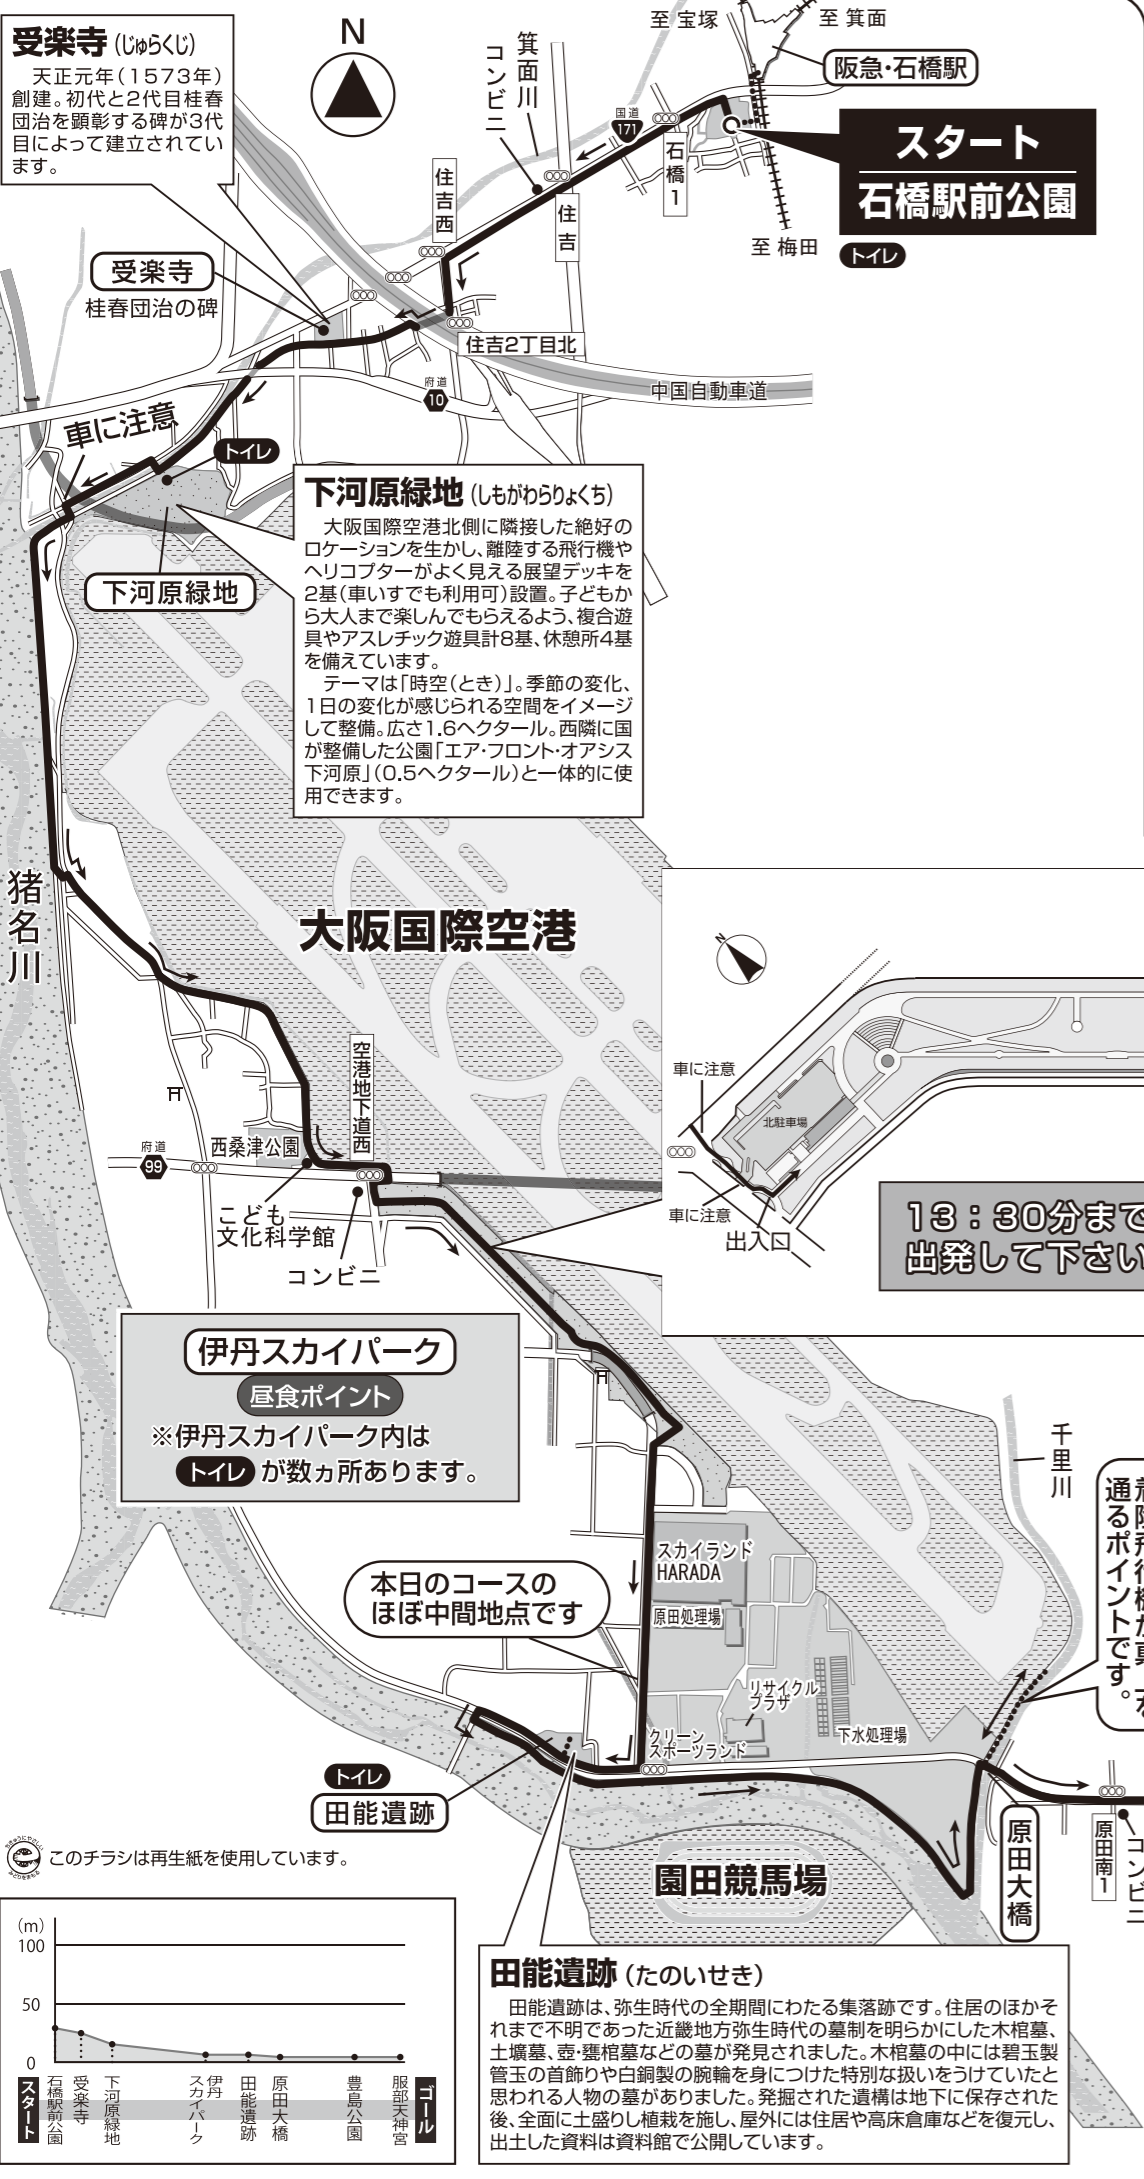 受楽寺(じゅらくじ)
天正元年(1573年)
創建。初代と2代目桂春
団治を顕彰する碑が3代
目によって建立されてい
ます。
N
箕面川
コンビニ
至 宝塚
至 箕面
阪急・石橋駅
国道
171
石橋1
スタート
石橋駅前公園
至 梅田
トイレ
住吉西
住吉
受楽寺
桂春団治の碑
住吉2丁目北
府道
10
中国自動車道
車に注意
トイレ
下河原緑地
下河原緑地(しもがわらりょくち)
大阪国際空港北側に隣接した絶好の
ロケーションを生かし、離陸する飛行機や
ヘリコプターがよく見える展望デッキを
2基(車いすでも利用可)設置。子どもか
ら大人まで楽しんでもらえるよう、複合遊
具やアスレチック遊具計8基、休憩所4基
を備えています。
テーマは「時空(とき)」。季節の変化、
1日の変化が感じられる空間をイメージ
して整備。広さ1.6ヘクタール。西隣に国
が整備した公園「エア・フロント・オアシス
下河原」(0.5ヘクタール)と一体的に使
用できます。
猪名川
大阪国際空港
N
車に注意
北駐車場
車に注意
出入口
13：30分まで
出発して下さい
空港地下道西
府道
99
西桑津公園
こども
文化科学館
コンビニ
伊丹スカイパーク
昼食ポイント
※伊丹スカイパーク内は
トイレ が数ヵ所あります。
千里川
通るポイントです。
スカイランド
HARADA
本日のコースの
ほぼ中間地点です
原田処理場
リサイクル
プラザ
下水処理場
クリーン
スポーツランド
トイレ
田能遺跡
原田大橋
原田南1
コンビニ
園田競馬場
このチラシは再生紙を使用しています。
(m)
100
50
0
スタート
石橋駅前公園
受楽寺
下河原緑地
伊丹
スカイパーク
田能遺跡
原田大橋
豊島公園
服部天神宮
ゴール
田能遺跡(たのいせき)
田能遺跡は、弥生時代の全期間にわたる集落跡です。住居のほかそ
れまで不明であった近畿地方弥生時代の墓制を明らかにした木棺墓、
土壙墓、壺・甕棺墓などの墓が発見されました。木棺墓の中には碧玉製
管玉の首飾りや白銅製の腕輪を身につけた特別な扱いをうけていたと
思われる人物の墓がありました。発掘された遺構は地下に保存された
後、全面に土盛りし植栽を施し、屋外には住居や高床倉庫などを復元し、
出土した資料は資料館で公開しています。